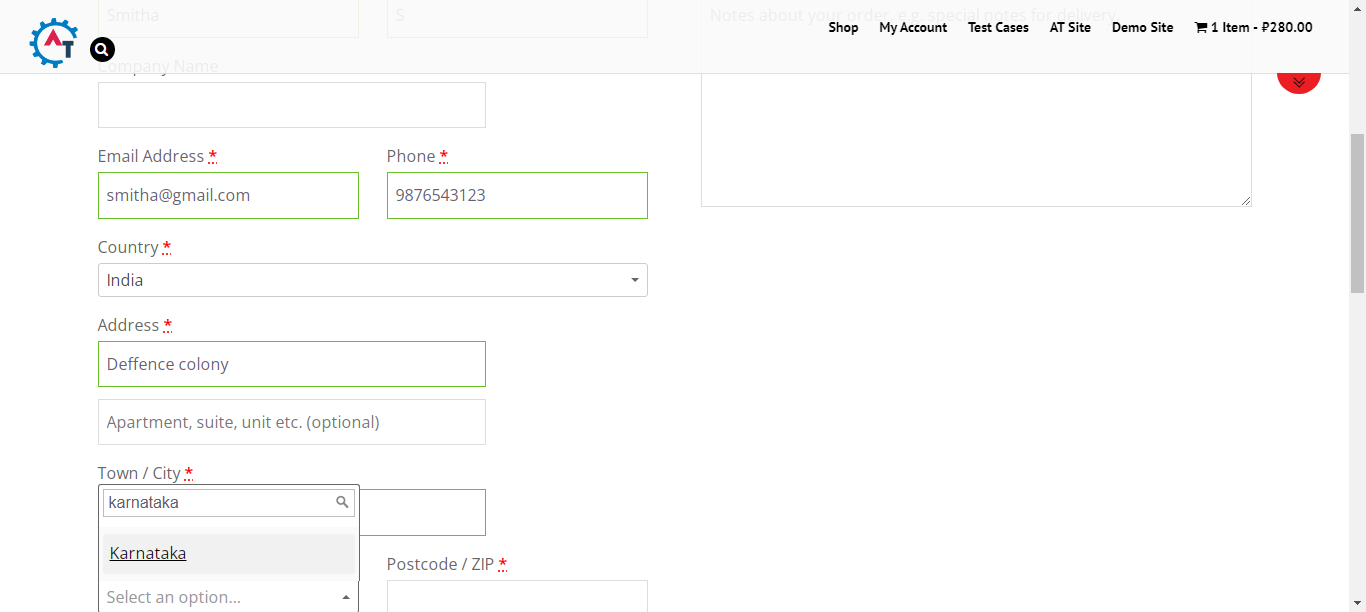 Smitha
S
Notes about your order, e.g. special notes for delivery.
AT
Shop My Account Test Cases AT Site Demo Site 1 Item - ₽280.00
Company Name
Email Address * Phone *
smitha@gmail.com 9876543123
Country *
India
Address *
Deffence colony
Apartment, suite, unit etc. (optional)
Town / City *
karnataka
Karnataka
Postcode / ZIP *
Select an option...